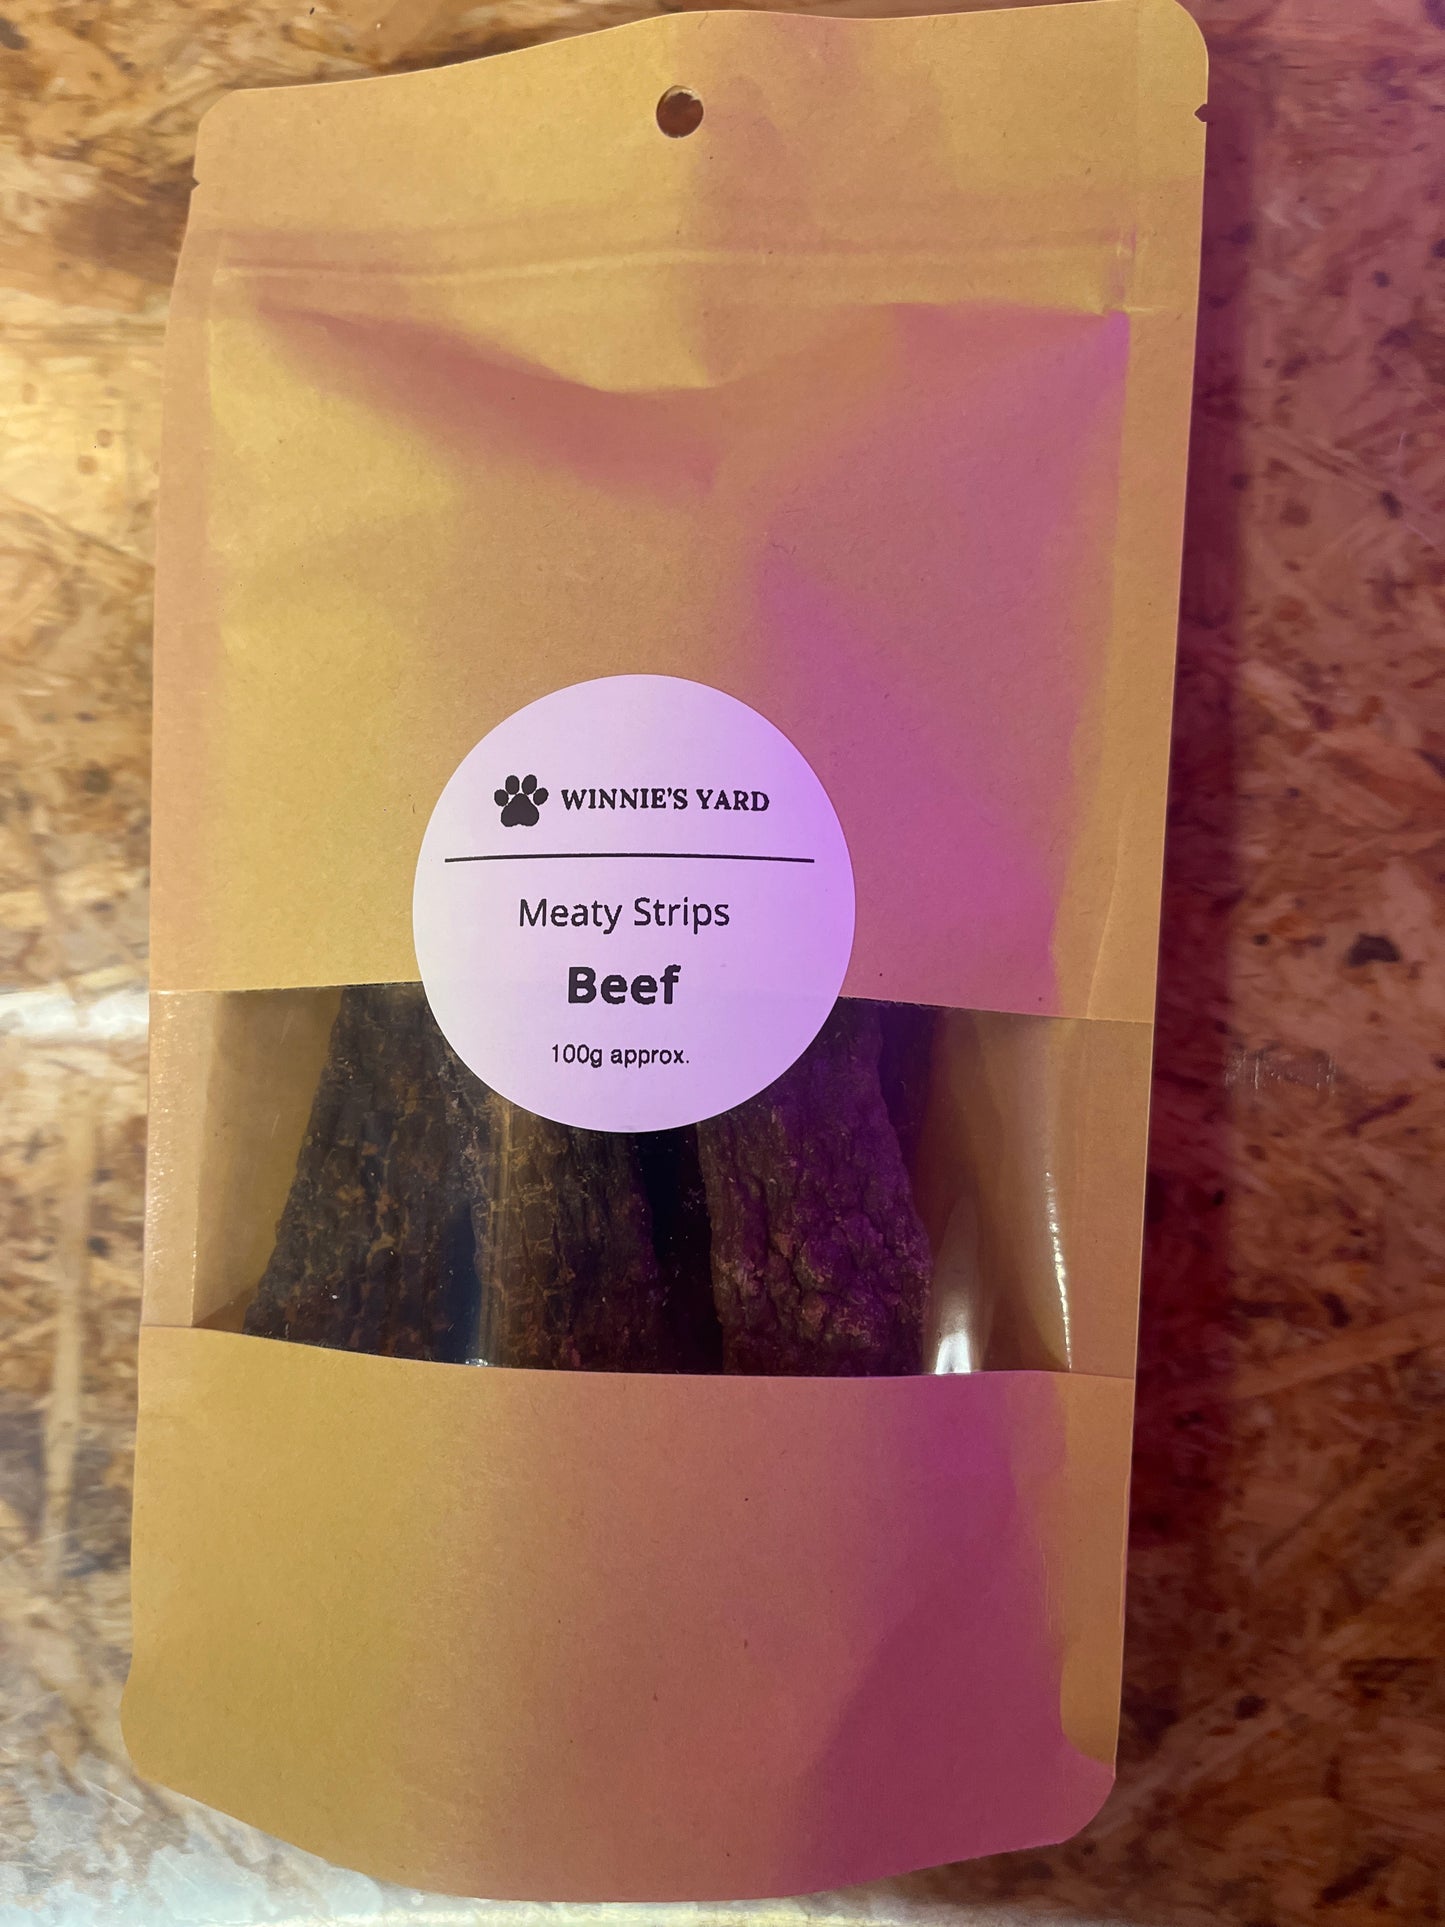 WINNIE'S YARD
Meaty Strips
Beef
100g approx.